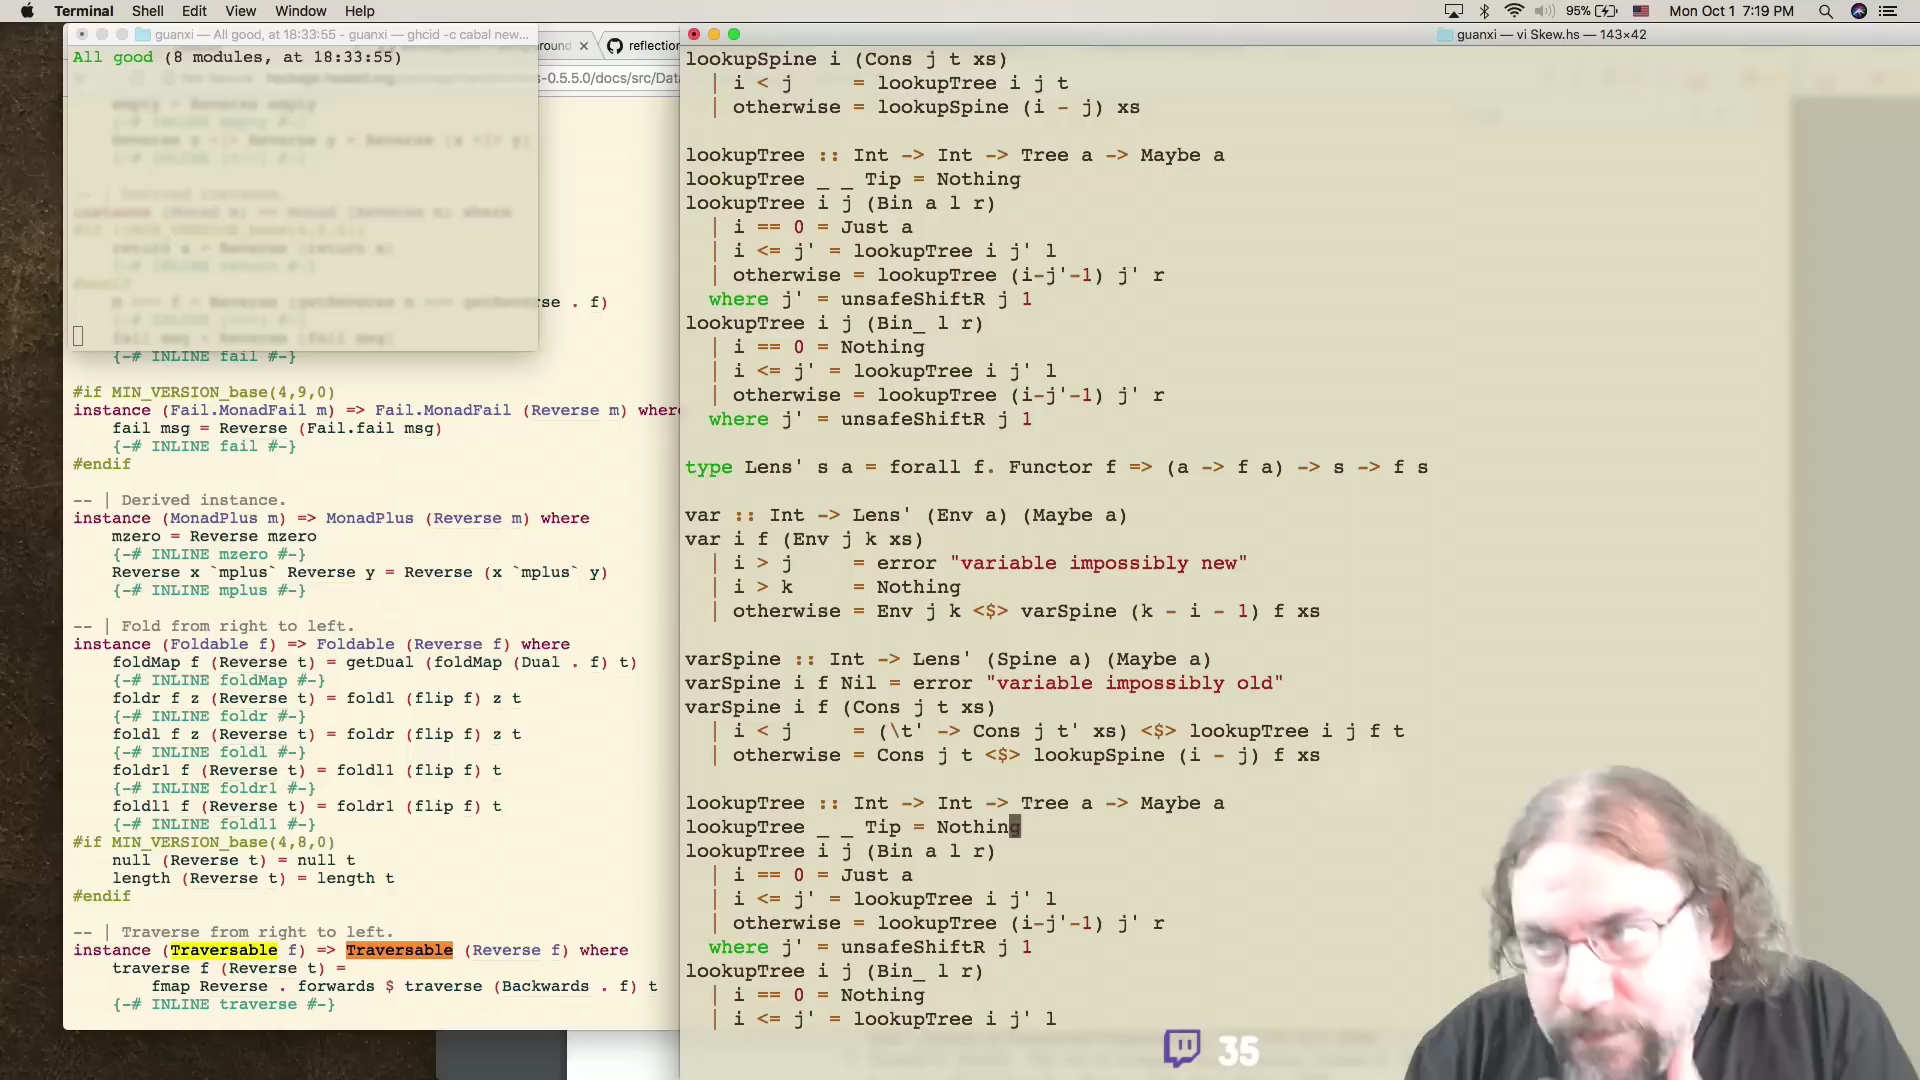 Terminal Shell Edit View Window Help 95% Mon Oct 1 7:19 PM
guanxi — All good, at 18:33:55 - guanxi — ghcid -c cabal new...
All good (8 modules, at 18:33:55)
around
reflection
-0.5.5.0/docs/src/Data
se . f)
{-# INLINE fail #-}
#if MIN_VERSION_base(4,9,0)
instance (Fail.MonadFail m) => Fail.MonadFail (Reverse m) where
fail msg = Reverse (Fail.fail msg)
{-# INLINE fail #-}
#endif
-- | Derived instance.
instance (MonadPlus m) => MonadPlus (Reverse m) where
mzero = Reverse mzero
{-# INLINE mzero #-}
Reverse x `mplus` Reverse y = Reverse (x `mplus` y)
{-# INLINE mplus #-}
-- | Fold from right to left.
instance (Foldable f) => Foldable (Reverse f) where
foldMap f (Reverse t) = getDual (foldMap (Dual . f) t)
{-# INLINE foldMap #-}
foldr f z (Reverse t) = foldl (flip f) z t
{-# INLINE foldr #-}
foldl f z (Reverse t) = foldr (flip f) z t
{-# INLINE foldl #-}
foldr1 f (Reverse t) = foldl1 (flip f) t
{-# INLINE foldr1 #-}
foldl1 f (Reverse t) = foldr1 (flip f) t
{-# INLINE foldl1 #-}
#if MIN_VERSION_base(4,8,0)
null (Reverse t) = null t
length (Reverse t) = length t
#endif
-- | Traverse from right to left.
instance (Traversable f) => Traversable (Reverse f) where
traverse f (Reverse t) =
fmap Reverse . forwards $ traverse (Backwards . f) t
{-# INLINE traverse #-}
guanxi — vi Skew.hs — 143×42
lookupSpine i (Cons j t xs)
| i < j = lookupTree i j t
| otherwise = lookupSpine (i - j) xs
lookupTree :: Int -> Int -> Tree a -> Maybe a
lookupTree _ _ Tip = Nothing
lookupTree i j (Bin a l r)
| i == 0 = Just a
| i <= j' = lookupTree i j' l
| otherwise = lookupTree (i-j'-1) j' r
where j' = unsafeShiftR j 1
lookupTree i j (Bin_ l r)
| i == 0 = Nothing
| i <= j' = lookupTree i j' l
| otherwise = lookupTree (i-j'-1) j' r
where j' = unsafeShiftR j 1
type Lens' s a = forall f. Functor f => (a -> f a) -> s -> f s
var :: Int -> Lens' (Env a) (Maybe a)
var i f (Env j k xs)
| i > j = error "variable impossibly new"
| i > k = Nothing
| otherwise = Env j k <$> varSpine (k - i - 1) f xs
varSpine :: Int -> Lens' (Spine a) (Maybe a)
varSpine i f Nil = error "variable impossibly old"
varSpine i f (Cons j t xs)
| i < j = (\t' -> Cons j t' xs) <$> lookupTree i j f t
| otherwise = Cons j t <$> lookupSpine (i - j) f xs
lookupTree :: Int -> Int -> Tree a -> Maybe a
lookupTree _ _ Tip = Nothing
lookupTree i j (Bin a l r)
| i == 0 = Just a
| i <= j' = lookupTree i j' l
| otherwise = lookupTree (i-j'-1) j' r
where j' = unsafeShiftR j 1
lookupTree i j (Bin_ l r)
| i == 0 = Nothing
| i <= j' = lookupTree i j' l
35